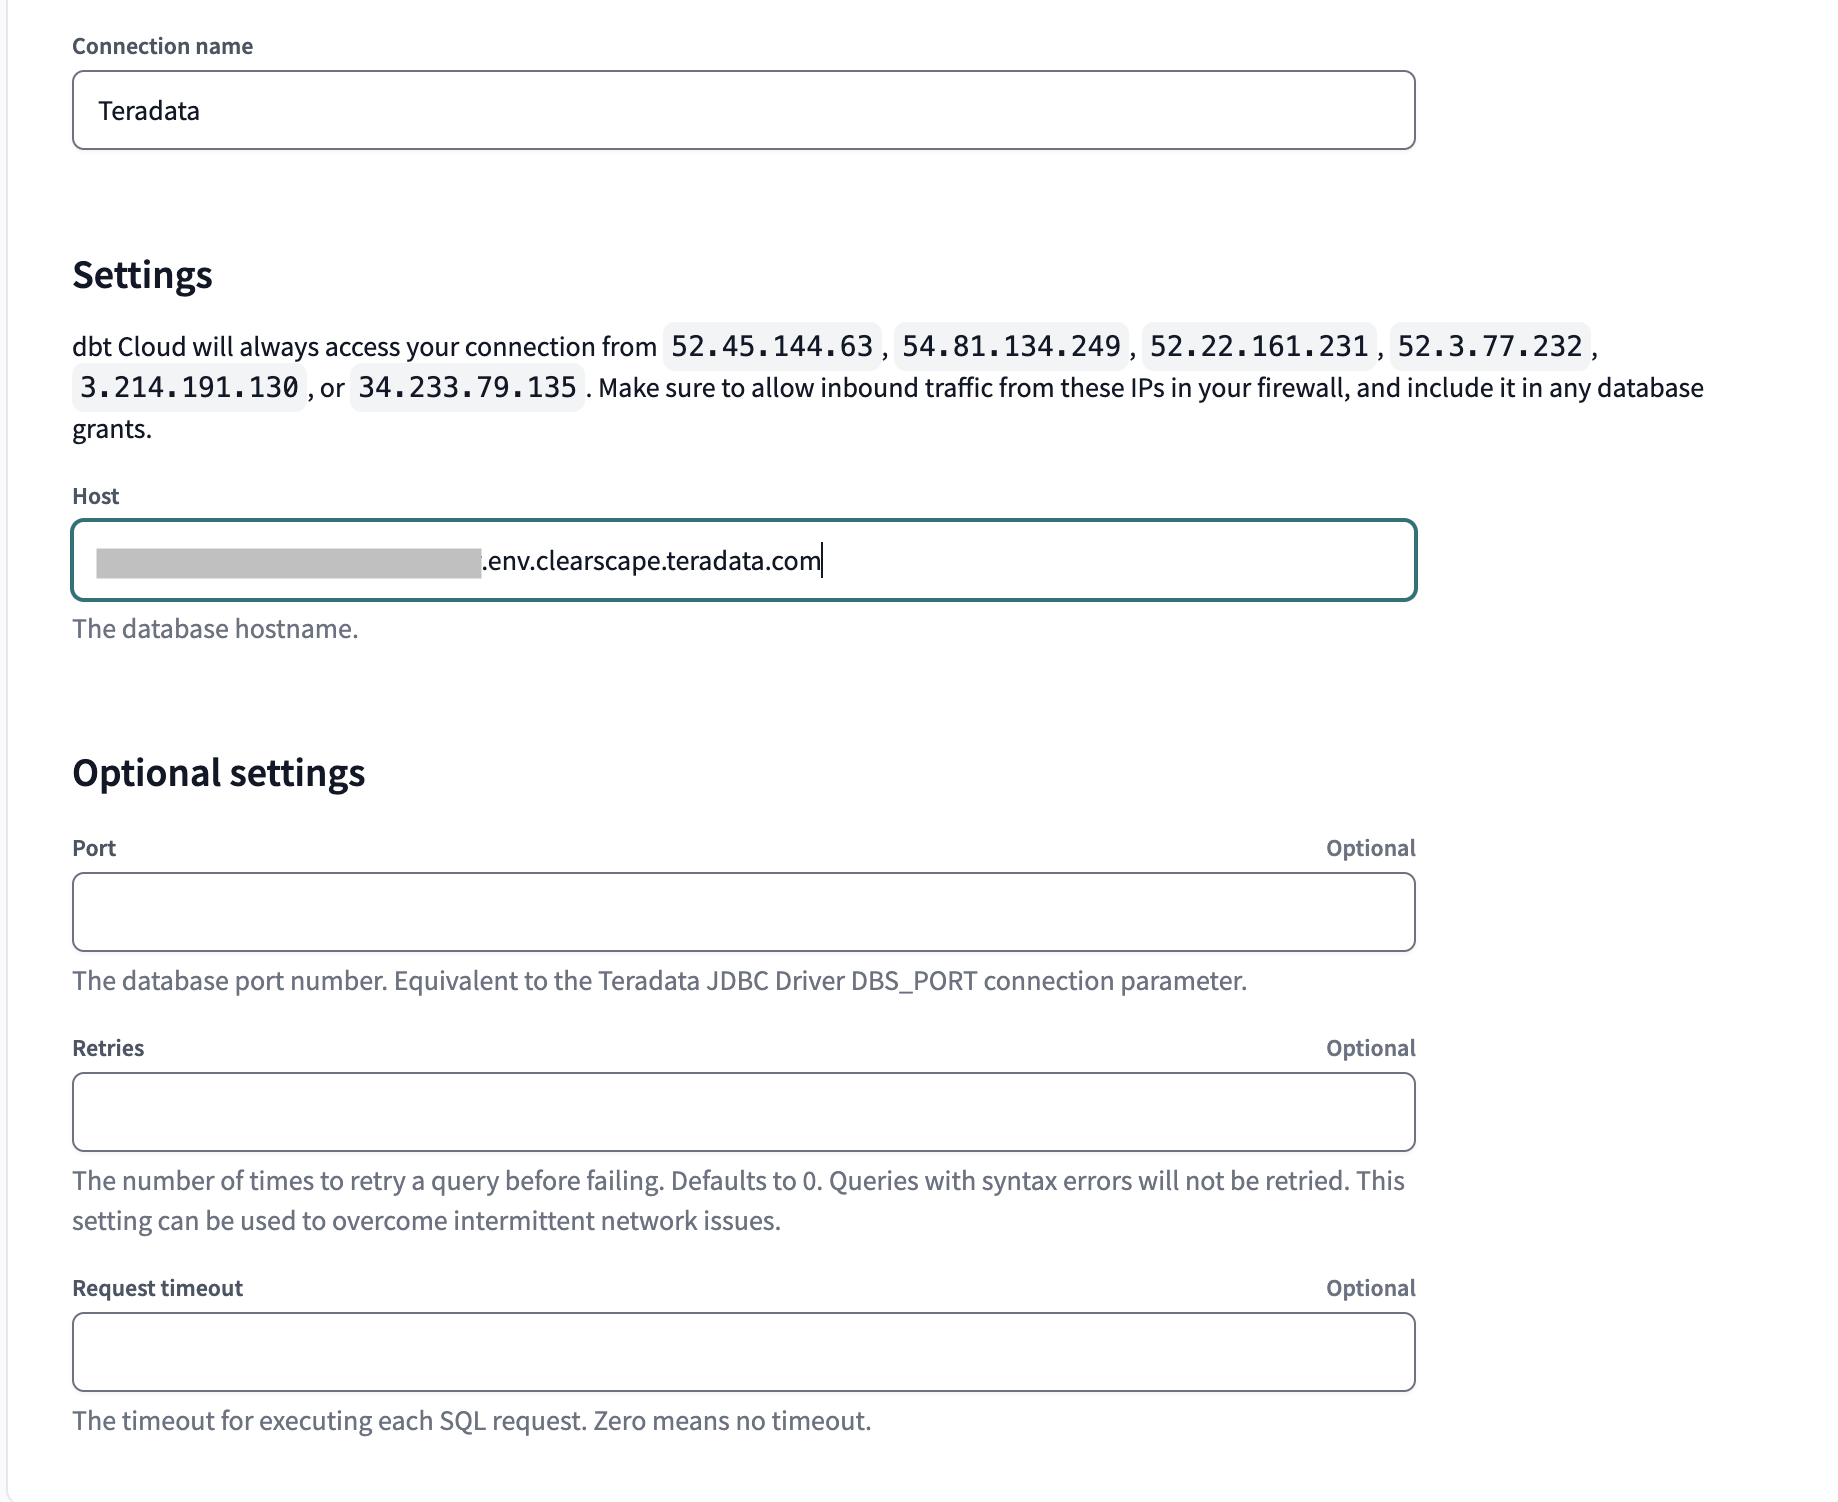 Connection name
Teradata
Settings
dbt Cloud will always access your connection from 52.45.144.63, 54.81.134.249, 52.22.161.231, 52.3.77.232,
3.214.191.130, or 34.233.79.135. Make sure to allow inbound traffic from these IPs in your firewall, and include it in any database
grants.
Host
.env.clearscape.teradata.com
The database hostname.
Optional settings
Port Optional
The database port number. Equivalent to the Teradata JDBC Driver DBS_PORT connection parameter.
Retries Optional
The number of times to retry a query before failing. Defaults to 0. Queries with syntax errors will not be retried. This
setting can be used to overcome intermittent network issues.
Request timeout Optional
The timeout for executing each SQL request. Zero means no timeout.